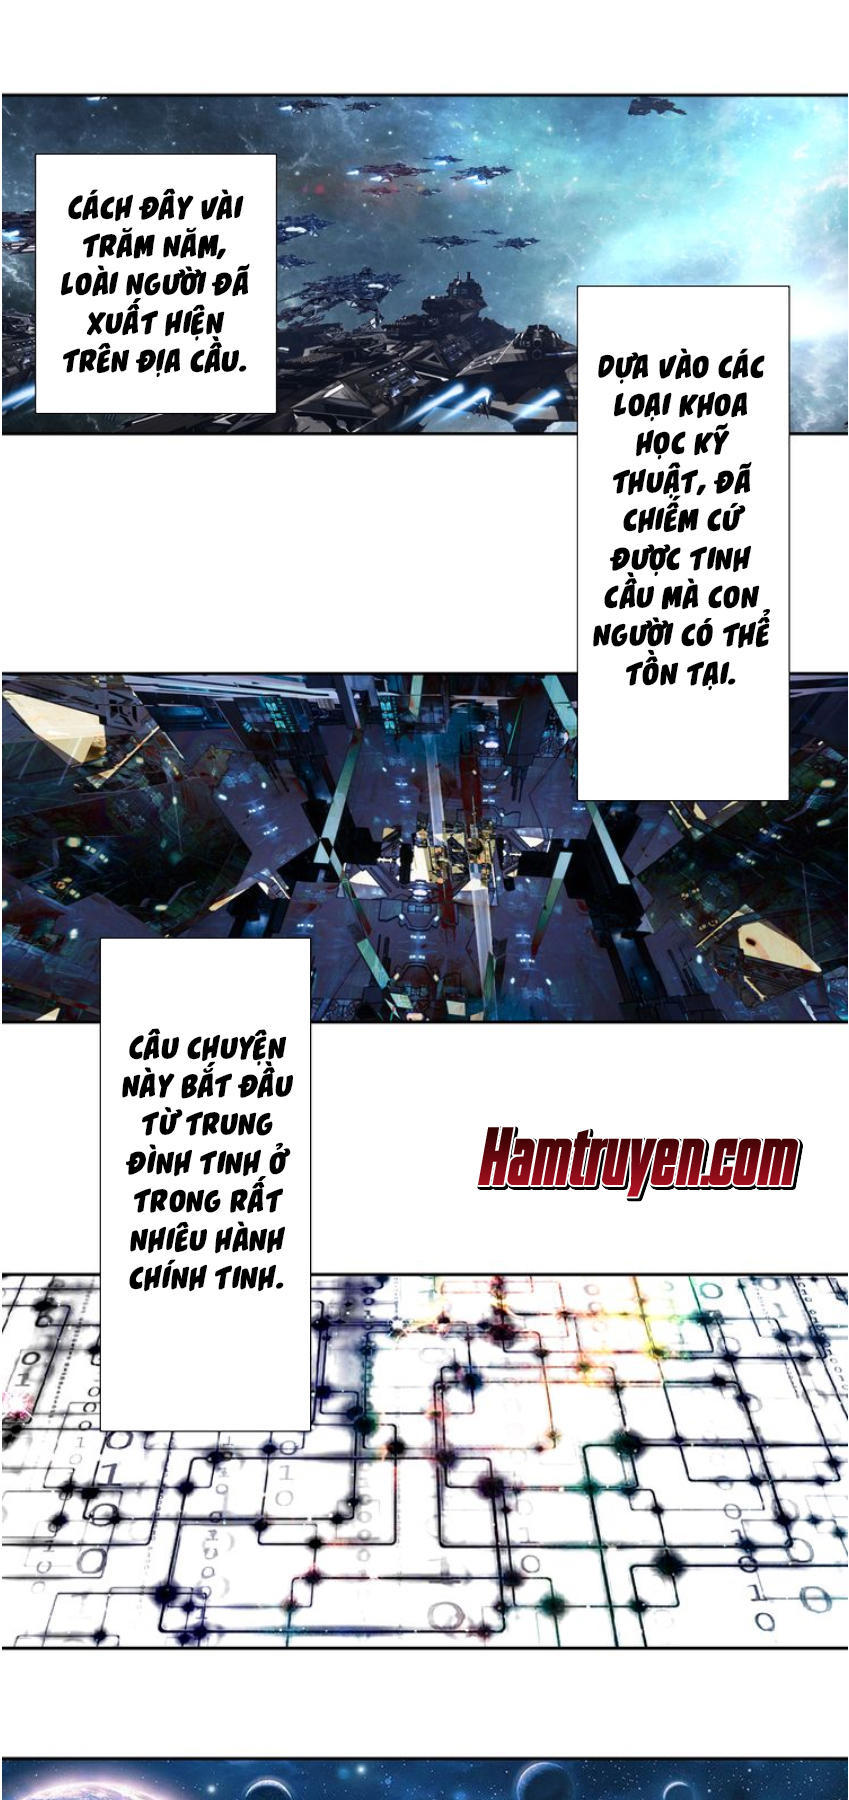 CÁCH ĐÂY VÀI
TRĂM NĂM,
LOÀI NGƯỜI ĐÃ
XUẤT HIỆN
TRÊN ĐỊA CẦU.
DỰA VÀO CÁC
LOẠI KHOA
HỌC KỸ
THUẬT, ĐÃ
CHIẾM CỨ
ĐƯỢC TINH
CẦU MÀ CON
NGƯỜI CÓ THỂ
TỒN TẠI.
CÂU CHUYỆN
NÀY BẮT ĐẦU
TỪ TRUNG
ĐÌNH TINH Ở
TRONG RẤT
NHIÊU HÀNH
CHÍNH TINH.
Hamtruyen.com